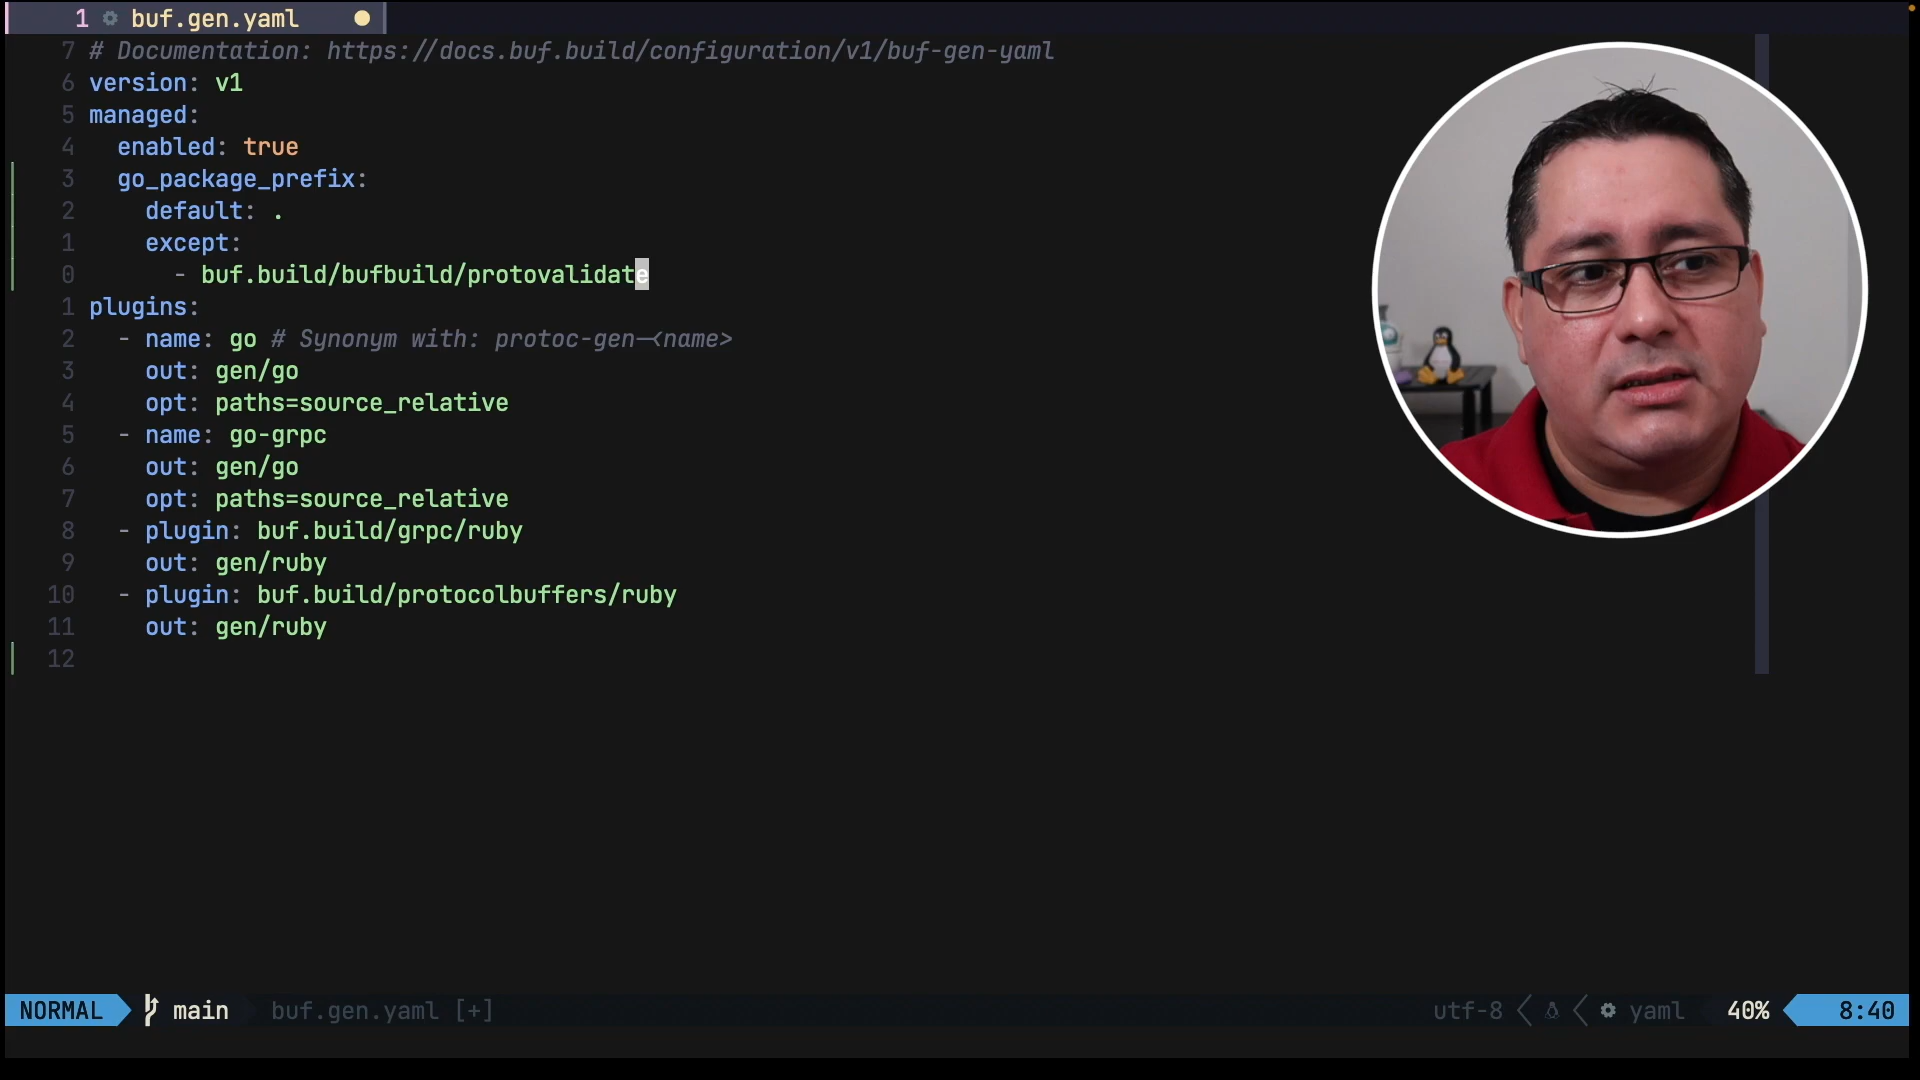 1 buf.gen.yaml
7 # Documentation: https://docs.buf.build/configuration/v1/buf-gen-yaml
6 version: v1
5 managed:
4   enabled: true
3   go_package_prefix:
2     default: .
1     except:
0       - buf.build/bufbuild/protovalidate
1 plugins:
2   - name: go # Synonym with: protoc-gen-<name>
3     out: gen/go
4     opt: paths=source_relative
5   - name: go-grpc
6     out: gen/go
7     opt: paths=source_relative
8   - plugin: buf.build/grpc/ruby
9     out: gen/ruby
10   - plugin: buf.build/protocolbuffers/ruby
11     out: gen/ruby
12
NORMAL main buf.gen.yaml [+] utf-8 yaml 40% 8:40